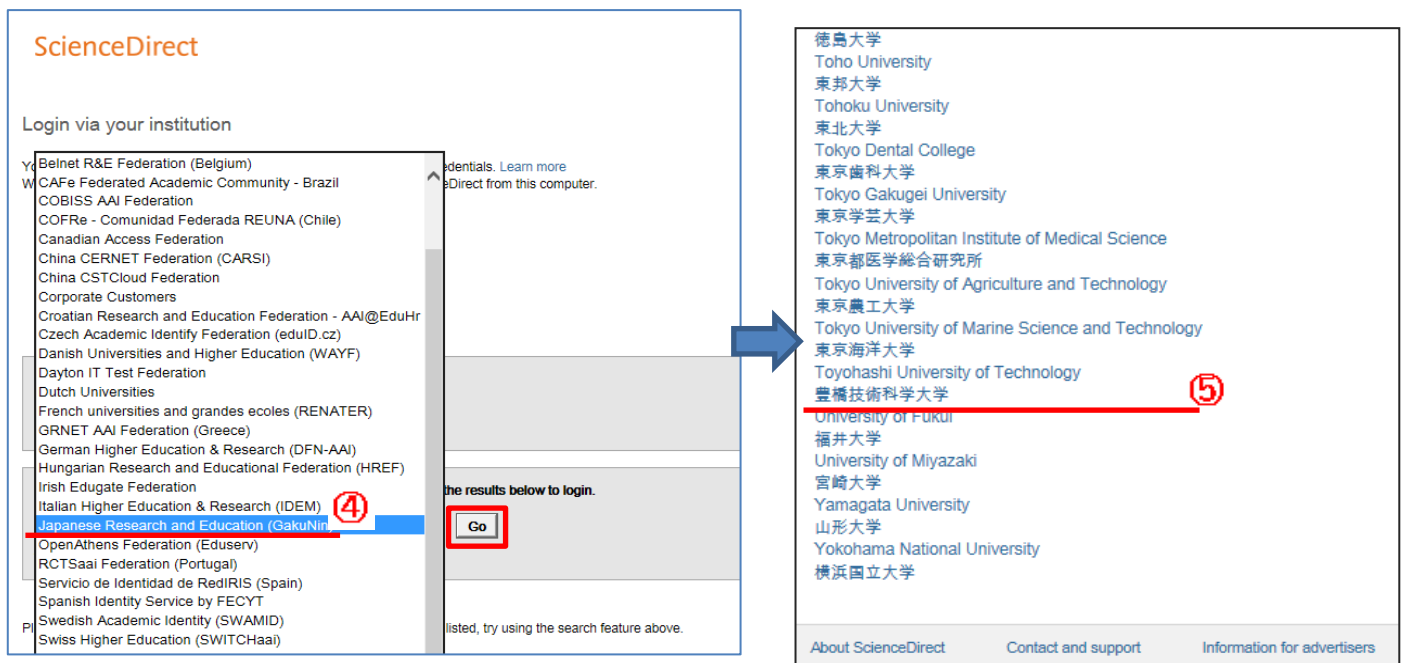 ScienceDirect
Login via your institution
edentials. Learn more
eDirect from this computer.
Belnet R&E Federation (Belgium)
CAFe Federated Academic Community - Brazil
COBISS AAI Federation
COFRe - Comunidad Federada REUNA (Chile)
Canadian Access Federation
China CERNET Federation (CARSI)
China CSTCloud Federation
Corporate Customers
Croatian Research and Education Federation - AAI@EduHr
Czech Academic Identify Federation (eduID.cz)
Danish Universities and Higher Education (WAYF)
Dayton IT Test Federation
Dutch Universities
French universities and grandes ecoles (RENATER)
GRNET AAI Federation (Greece)
German Higher Education & Research (DFN-AAI)
Hungarian Research and Educational Federation (HREF)
Irish Edugate Federation
Italian Higher Education & Research (IDEM)
④
Japanese Research and Education (GakuNin)
OpenAthens Federation (Eduserv)
RCTSaai Federation (Portugal)
Servicio de Identidad de RedIRIS (Spain)
Spanish Identity Service by FECYT
Swedish Academic Identity (SWAMID)
Swiss Higher Education (SWITCHaai)
the results below to login.
Go
listed, try using the search feature above.
徳島大学
Toho University
東邦大学
Tohoku University
東北大学
Tokyo Dental College
東京歯科大学
Tokyo Gakugei University
東京学芸大学
Tokyo Metropolitan Institute of Medical Science
東京都医学総合研究所
Tokyo University of Agriculture and Technology
東京農工大学
Tokyo University of Marine Science and Technology
東京海洋大学
Toyohashi University of Technology
豊橋技術科学大学
⑤
University of Fukui
福井大学
University of Miyazaki
宮崎大学
Yamagata University
山形大学
Yokohama National University
横浜国立大学
About ScienceDirect
Contact and support
Information for advertisers